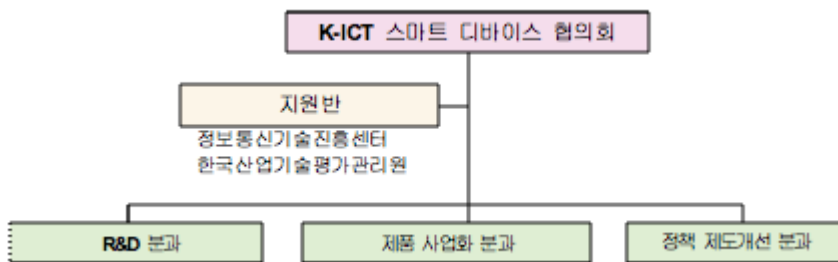 K-ICT 스마트 디바이스 협의회
지원반
정보통신기술진흥센터
한국산업기술평가관리원
R&D 분과
제품 사업화 분과
정책 제도개선 분과